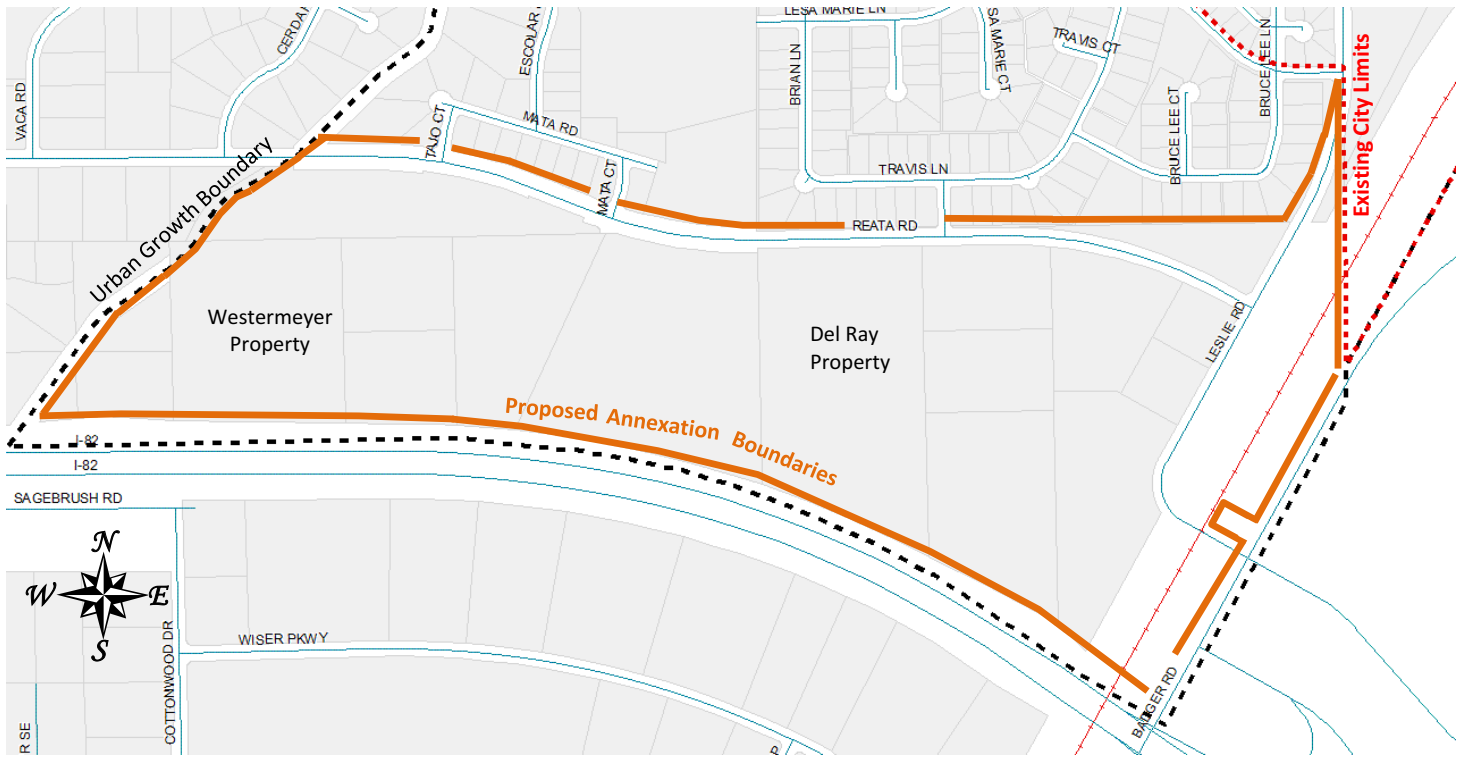 LESA MARIE LN
CERDA
ESCOLAR
SA MARIE CT
TRAVIS CT
BRUCE LEE LN
Existing City Limits
VACA RD
BRIAN LN
BRUCE LEE CT
TAJO CT
MATA RD
MATA CT
TRAVIS LN
REATA RD
Urban Growth Boundary
Westermeyer
Property
Del Ray
Property
LESLIE RD
Proposed Annexation Boundaries
I-82
I-82
SAGEBRUSH RD
N
W
E
S
WISER PKWY
COTTONWOOD DR
BADGER RD
R SE
P